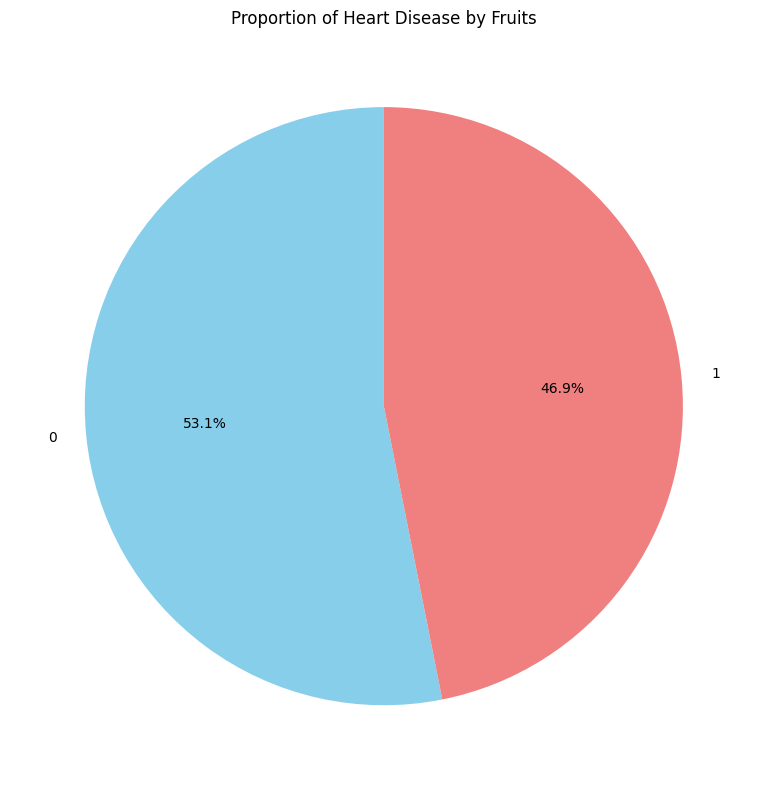 Proportion of Heart Disease by Fruits
1
46.9%
53.1%
0